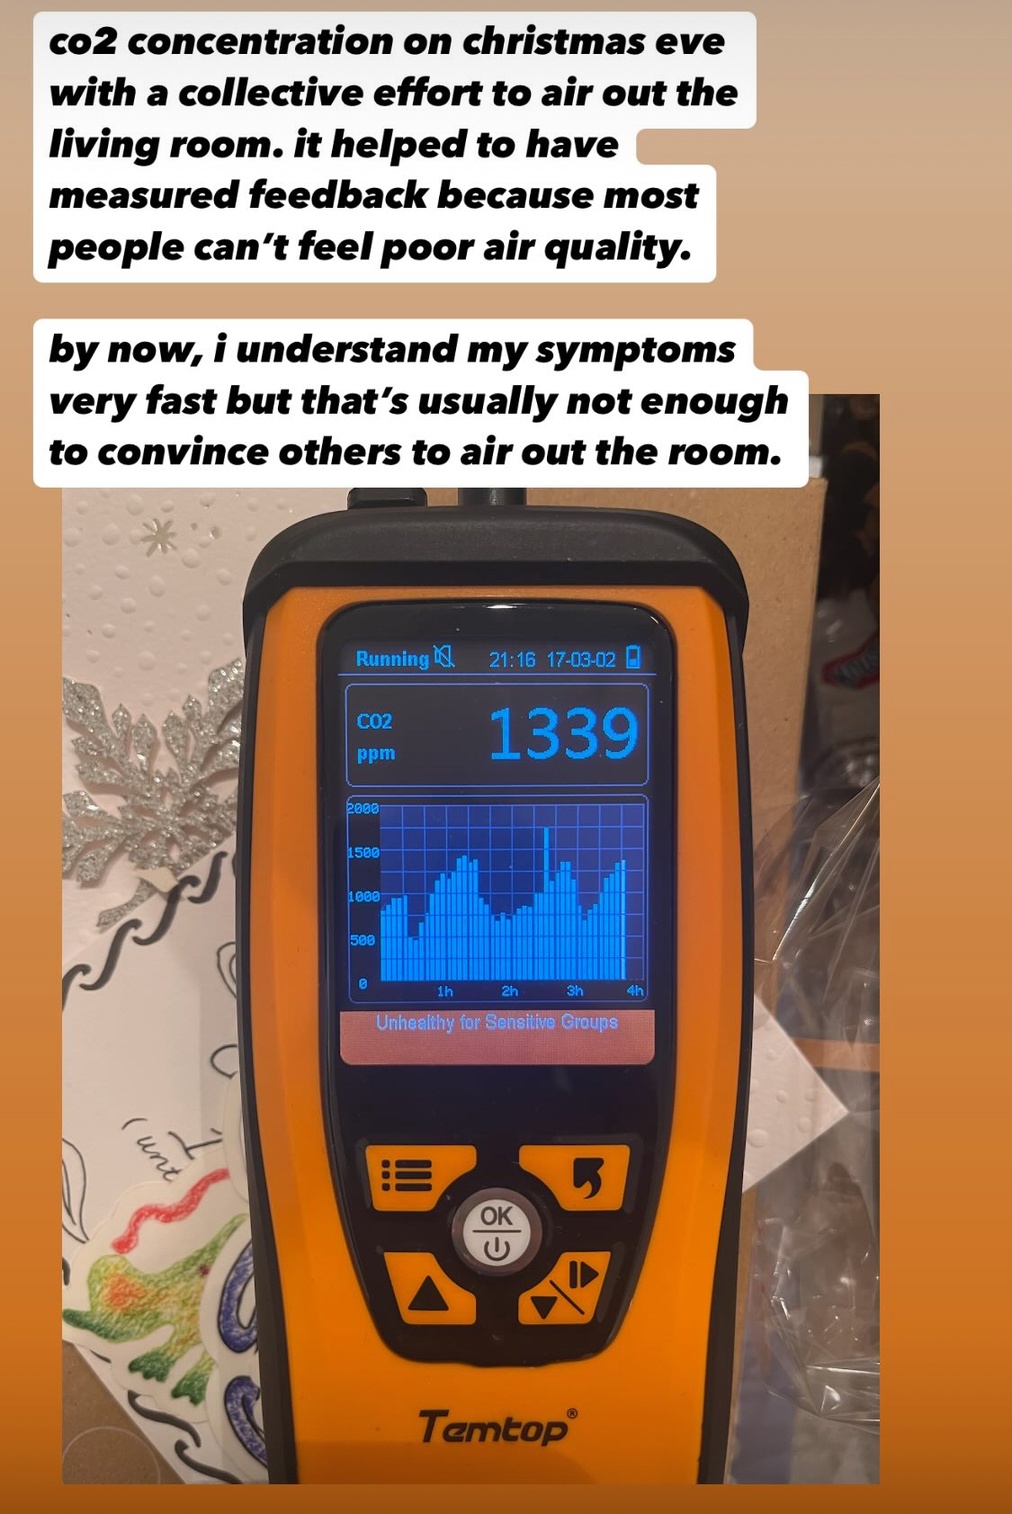 co2 concentration on christmas eve
with a collective effort to air out the
living room. it helped to have
measured feedback because most
people can't feel poor air quality.
by now, i understand my symptoms
very fast but that's usually not enough
to convince others to air out the room.
Running 21:16 17-03-02
CO2
ppm 1339
2000
1500
1000
500
0
1h 2h 3h 4h
Unhealthy for Sensitive Groups
OK
Temtop®